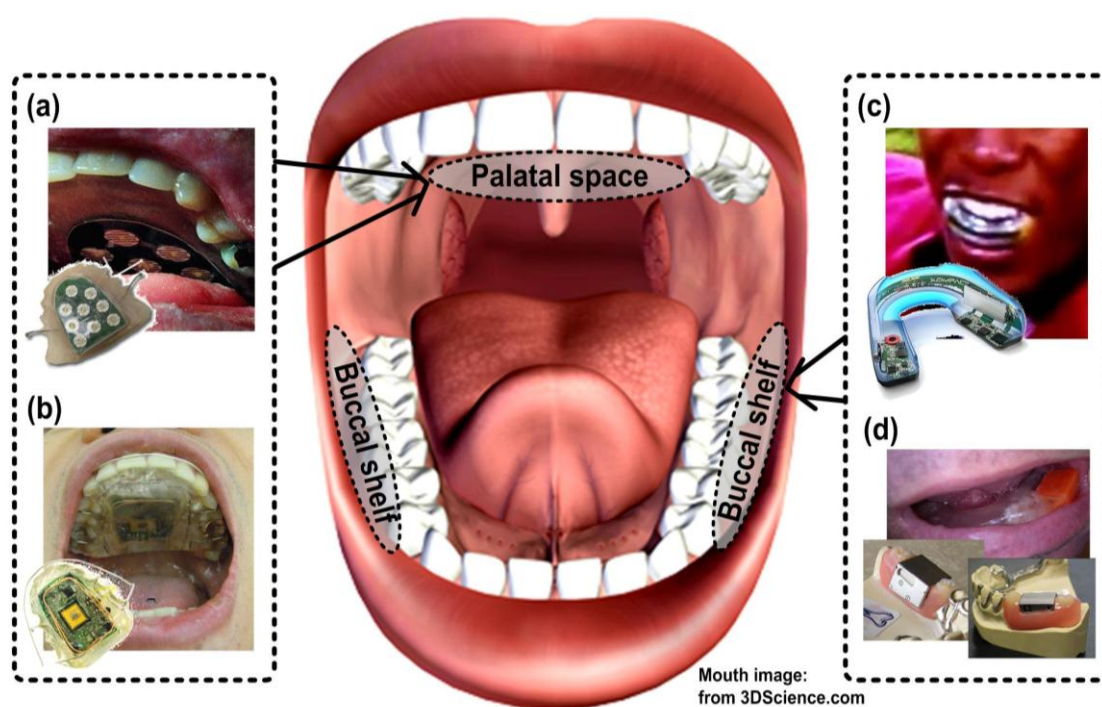 (a)
(b)
Palatal space
Buccal shelf
Buccal shelf
(c)
(d)
Mouth image:
from 3DScience.com